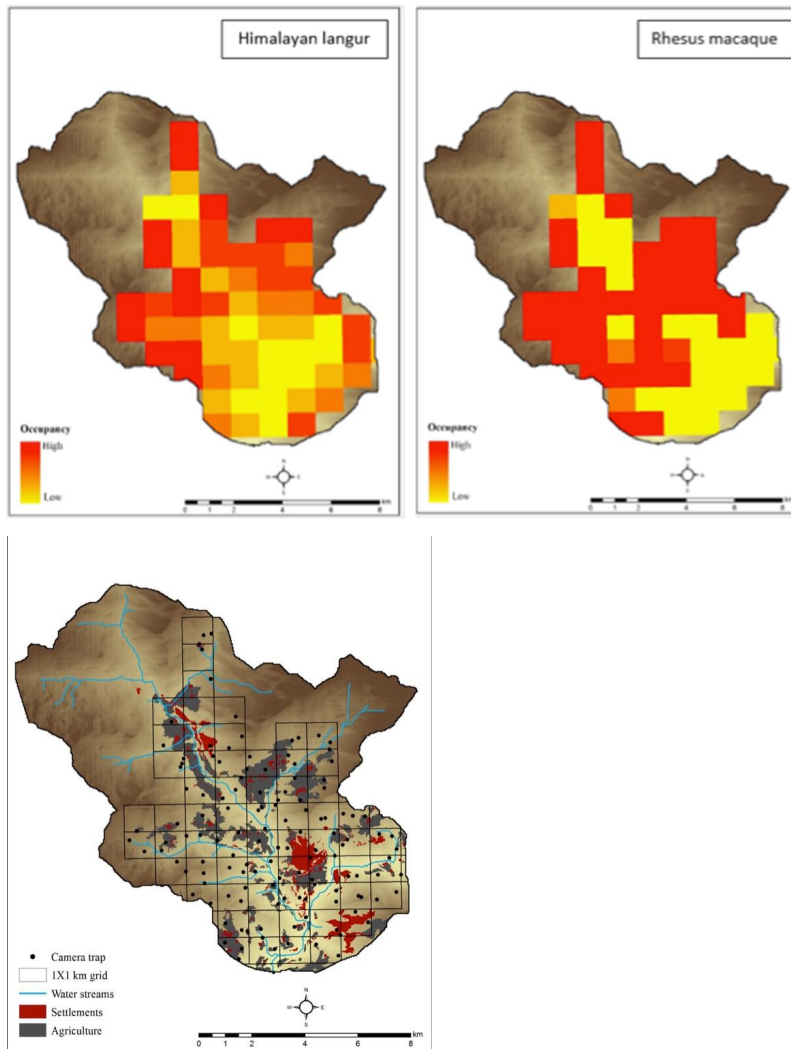 Himalayan langur
Occupancy
High
Low
N
W E
S
0 1 2 4 6 8
km
Rhesus macaque
Occupancy
High
Low
N
W
S
0 1 2 4 6 8
km
Camera trap
1X1 km grid
Water streams
Settlements
Agriculture
N
W E
S
km
0 0.5 1 2 4 6 8